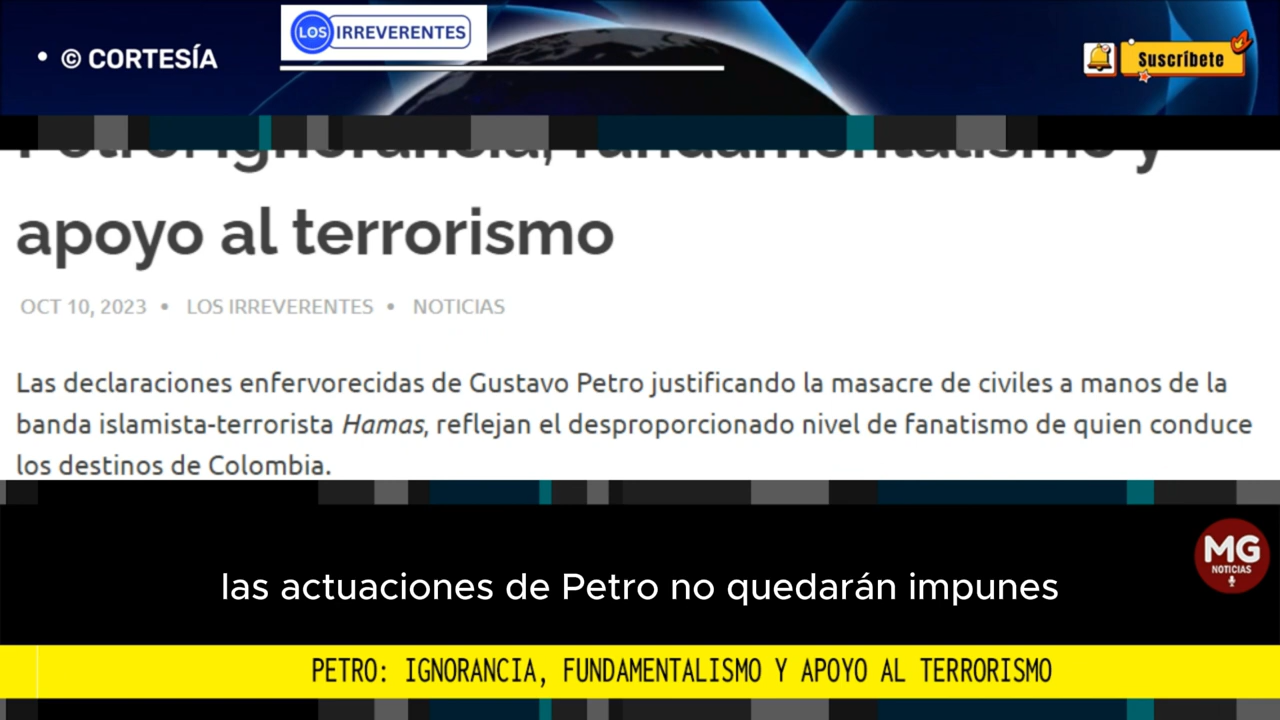 • © CORTESÍA
LOS IRREVERENTES
Suscríbete
Petro: ignorancia, fundamentalismo y
apoyo al terrorismo
OCT 10, 2023 • LOS IRREVERENTES • NOTICIAS
Las declaraciones enfervorecidas de Gustavo Petro justificando la masacre de civiles a manos de la
banda islamista-terrorista Hamas, reflejan el desproporcionado nivel de fanatismo de quien conduce
los destinos de Colombia.
MG
NOTICIAS
las actuaciones de Petro no quedarán impunes
PETRO: IGNORANCIA, FUNDAMENTALISMO Y APOYO AL TERRORISMO